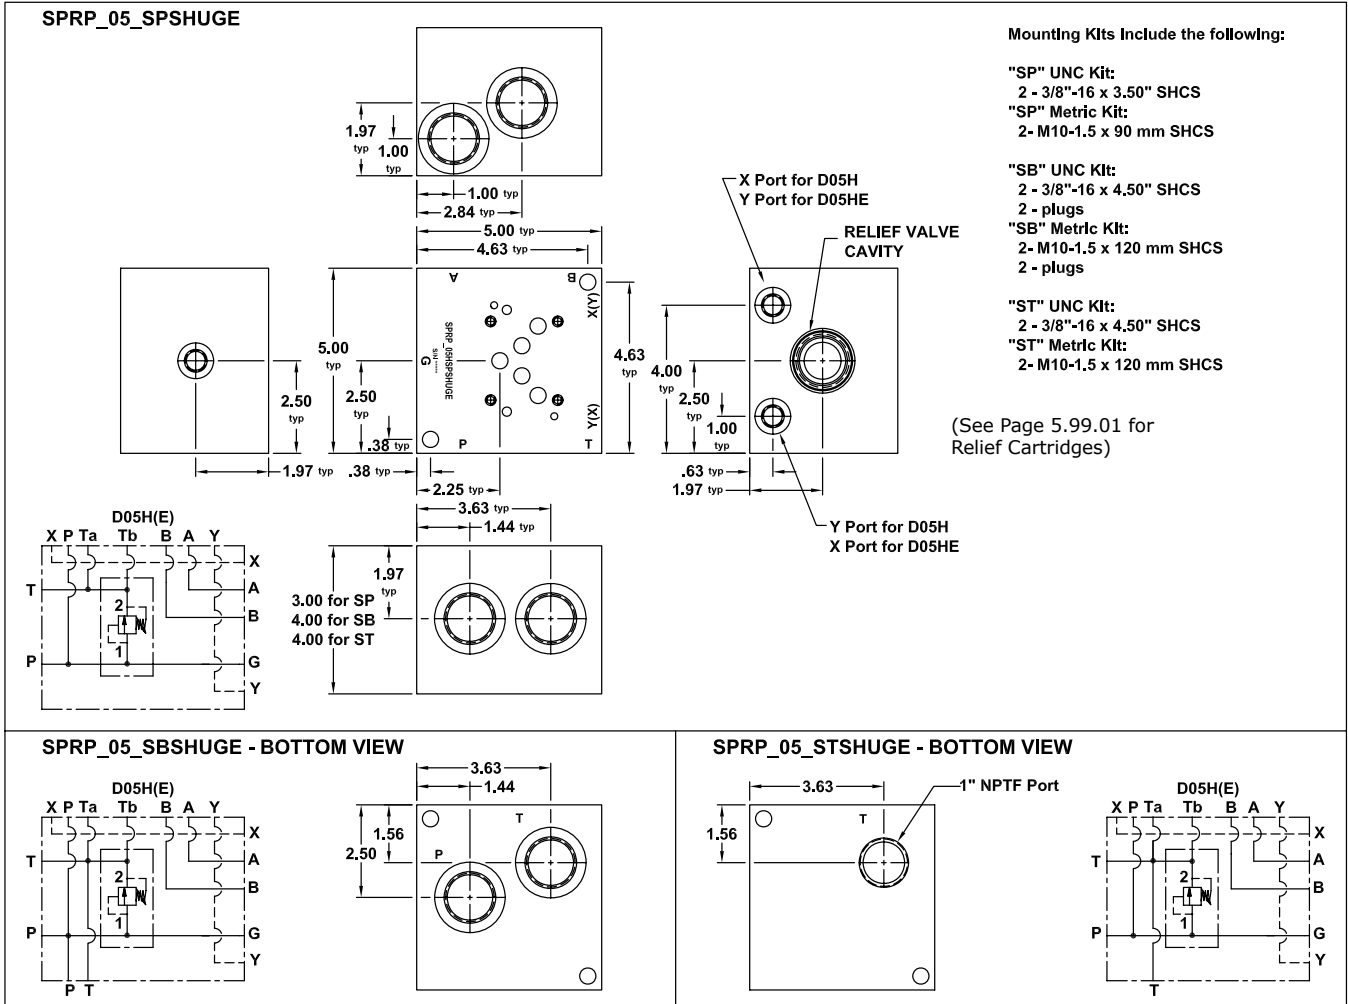 SPRP_05_SPSHUGE
1.97
typ
1.00
typ
1.00 typ
2.84 typ
5.00 typ
4.63 typ
X Port for D05H
Y Port for D05HE
RELIEF VALVE
CAVITY
Mounting Kits Include the following:
"SP" UNC Kit:
2 - 3/8"-16 x 3.50" SHCS
"SP" Metric Kit:
2- M10-1.5 x 90 mm SHCS
"SB" UNC Kit:
2 - 3/8"-16 x 4.50" SHCS
2 - plugs
"SB" Metric Kit:
2- M10-1.5 x 120 mm SHCS
2 - plugs
"ST" UNC Kit:
2 - 3/8"-16 x 4.50" SHCS
"ST" Metric Kit:
2- M10-1.5 x 120 mm SHCS
(See Page 5.99.01 for
Relief Cartridges)
2.50
typ
1.97 typ
5.00
typ
2.50
typ
.38 typ
.38 typ
2.25 typ
A
B
(Y)X
SPRP_05HSPSHUGE
S/N *****
G
P
T
Y(X)
4.63
typ
4.00
typ
2.50
typ
1.00
typ
.63 typ
1.97 typ
Y Port for D05H
X Port for D05HE
3.63 typ
1.44 typ
1.97
typ
3.00 for SP
4.00 for SB
4.00 for ST
D05H(E)
X P Ta Tb B A Y
X
T
A
2
B
1
P
G
Y
SPRP_05_SBSHUGE - BOTTOM VIEW
D05H(E)
X P Ta Tb B A Y
X
T
A
2
B
1
P
G
Y
P T
3.63
1.44
1.56
2.50
T
P
SPRP_05_STSHUGE - BOTTOM VIEW
3.63
1" NPTF Port
1.56
T
D05H(E)
X P Ta Tb B A Y
X
T
A
2
B
1
P
G
Y
T